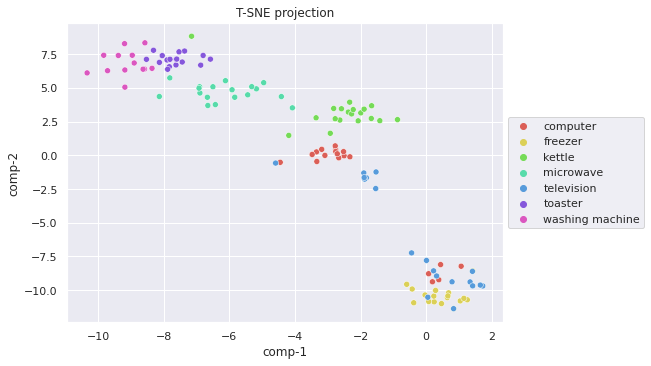 T-SNE projection
comp-2
7.5
5.0
2.5
0.0
−2.5
−5.0
−7.5
−10.0
−10 −8 −6 −4 −2 0 2
comp-1
computer
freezer
kettle
microwave
television
toaster
washing machine